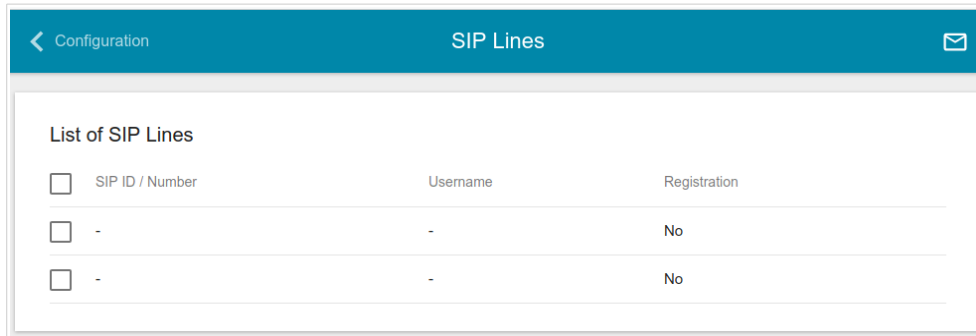 Configuration
SIP Lines
List of SIP Lines
SIP ID / Number Username Registration
- - No
- - No